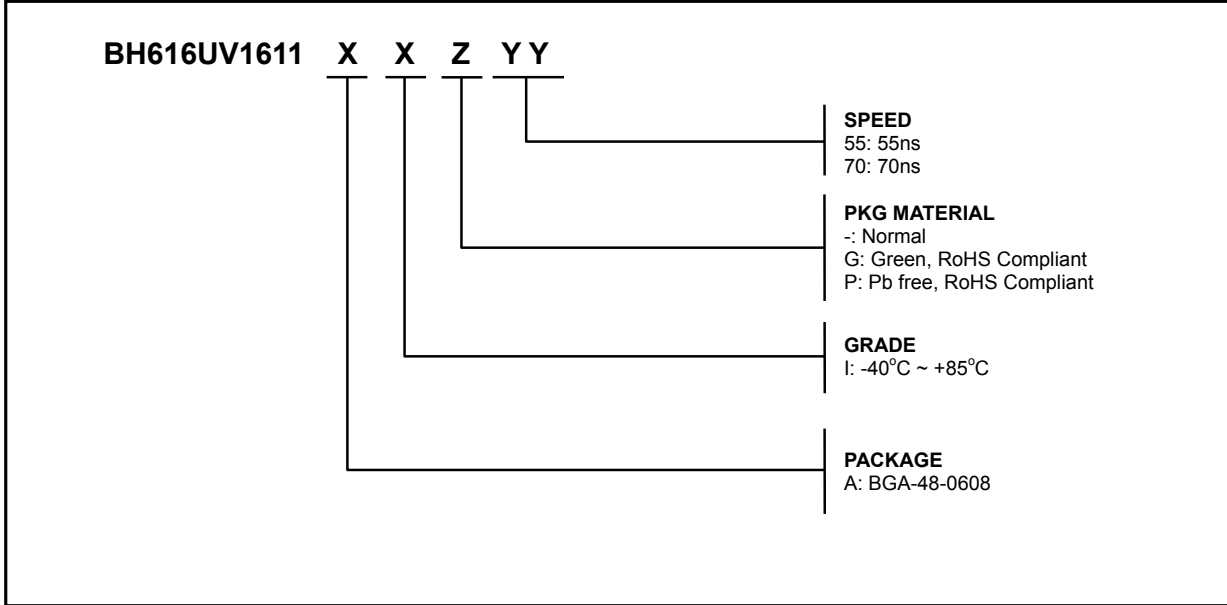 BH616UV1611 X X Z Y Y
SPEED
55: 55ns
70: 70ns
PKG MATERIAL
-: Normal
G: Green, RoHS Compliant
P: Pb free, RoHS Compliant
GRADE
I: -40°C ~ +85°C
PACKAGE
A: BGA-48-0608